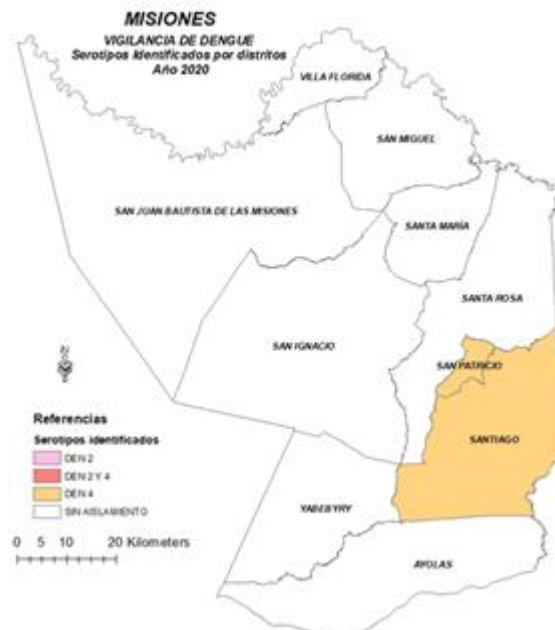 MISIONES
VIGILANCIA DE DENGUE
Serotipos Identificados por distritos
Año 2020
VILLA FLORIDA
SAN MIGUEL
SAN JUAN BAUTISTA DE LAS MISIONES
SANTA MARÍA
SANTA ROSA
SAN IGNACIO
SAN PATRICIO
SANTIAGO
YABEBYRY
AYOLAS
Referencias
Serotipos identificados
DEN 2
DEN 2 Y 4
DEN 4
SIN AISLAMIENTO
0 5 10 20 Kilometers